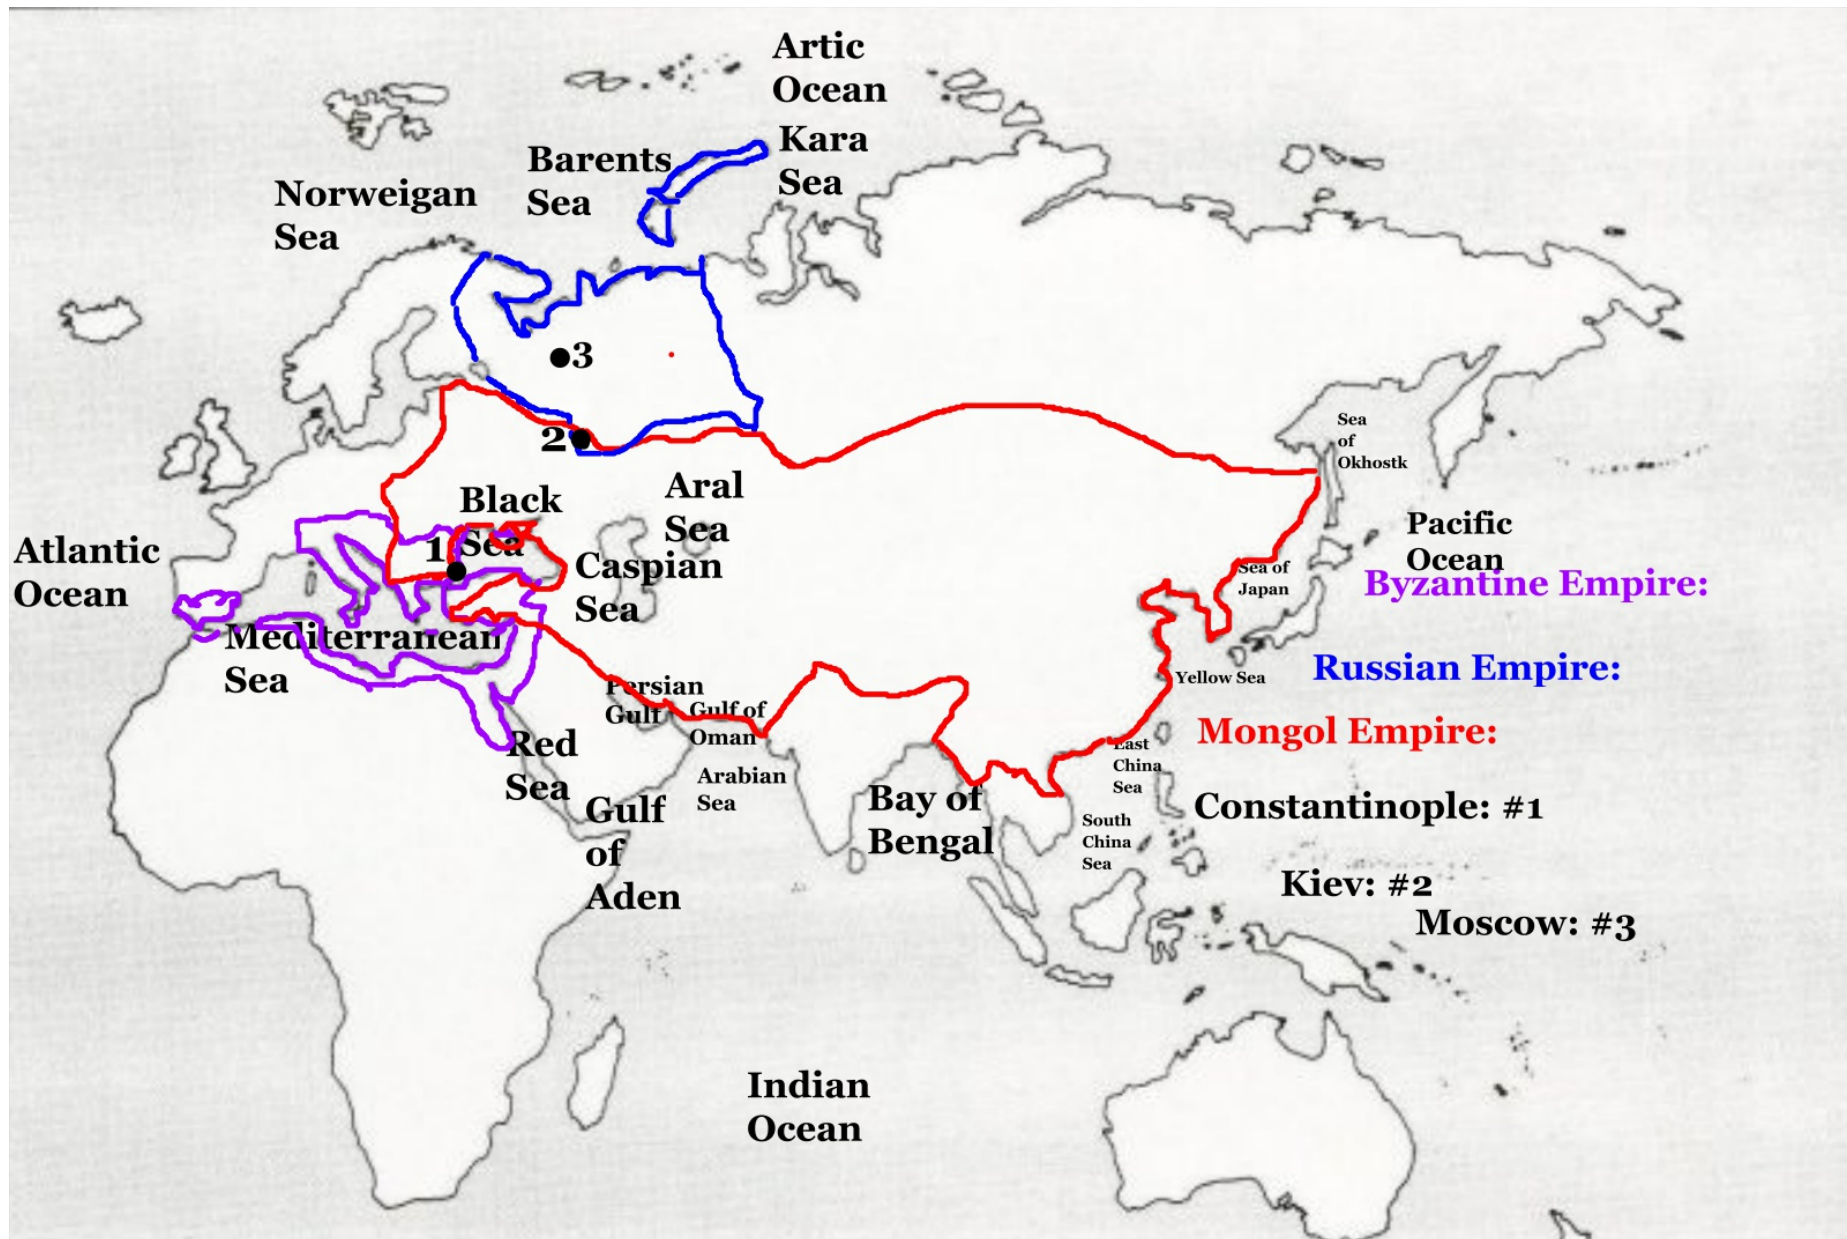 Artic
Ocean
Kara
Sea
Barents
Sea
Norweigan
Sea
3
2
Sea
of
Okhostk
Aral
Sea
Black
Sea
1
Pacific
Ocean
Atlantic
Ocean
Caspian
Sea
Sea of
Japan
Byzantine Empire:
Mediterranean
Sea
Russian Empire:
Yellow Sea
Persian
Gulf
Gulf of
Oman
Mongol Empire:
Red
Sea
East
China
Sea
Arabian
Sea
Bay of
Bengal
Constantinople: #1
Gulf
of
Aden
South
China
Sea
Kiev: #2
Moscow: #3
Indian
Ocean